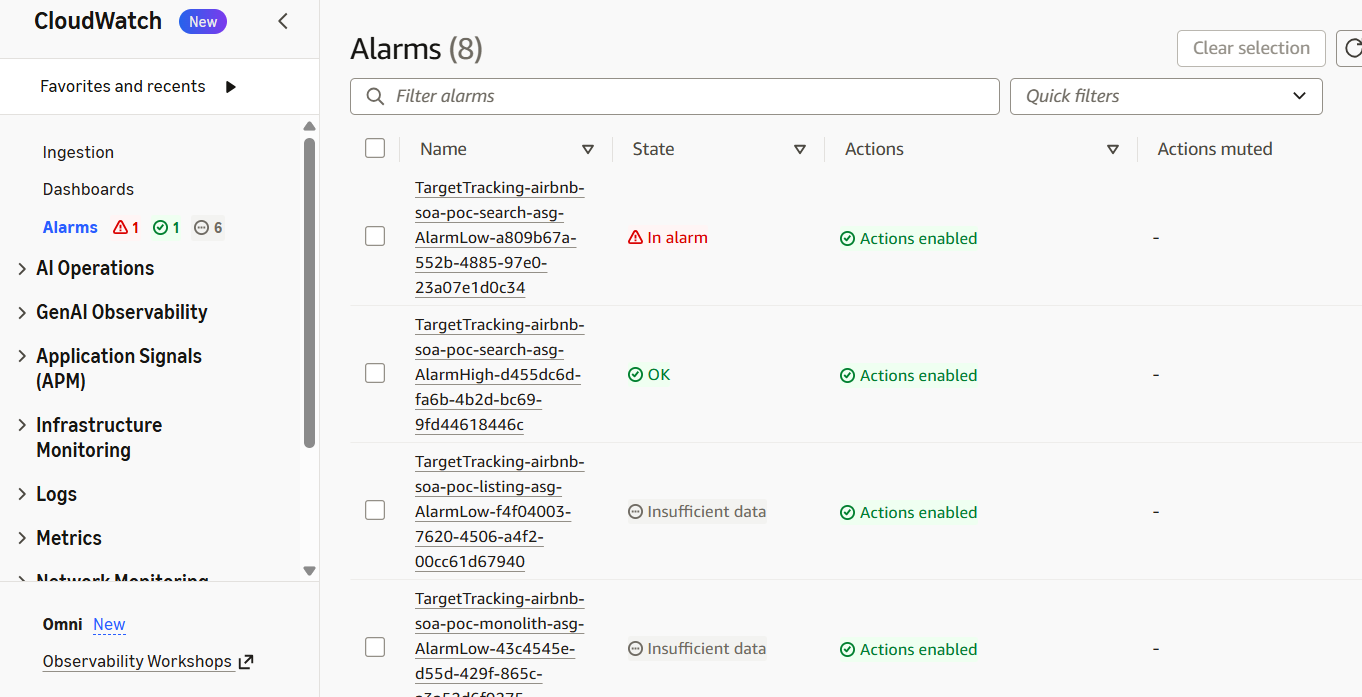 CloudWatch New
Favorites and recents
Ingestion
Dashboards
Alarms 1 1 6
AI Operations
GenAI Observability
Application Signals
(APM)
Infrastructure
Monitoring
Logs
Metrics
Network Monitoring
Omni New
Observability Workshops
Alarms (8)
Clear selection
Filter alarms
Quick filters
Name State Actions Actions muted
TargetTracking-airbnb-
soa-poc-search-asg-
AlarmLow-a809b67a-
552b-4885-97e0-
23a07e1d0c34
In alarm
Actions enabled
-
TargetTracking-airbnb-
soa-poc-search-asg-
AlarmHigh-d455dc6d-
fa6b-4b2d-bc69-
9fd44618446c
OK
Actions enabled
-
TargetTracking-airbnb-
soa-poc-listing-asg-
AlarmLow-f4f04003-
7620-4506-a4f2-
00cc61d67940
Insufficient data
Actions enabled
-
TargetTracking-airbnb-
soa-poc-monolith-asg-
AlarmLow-43c4545e-
d55d-429f-865c-
Insufficient data
Actions enabled
-